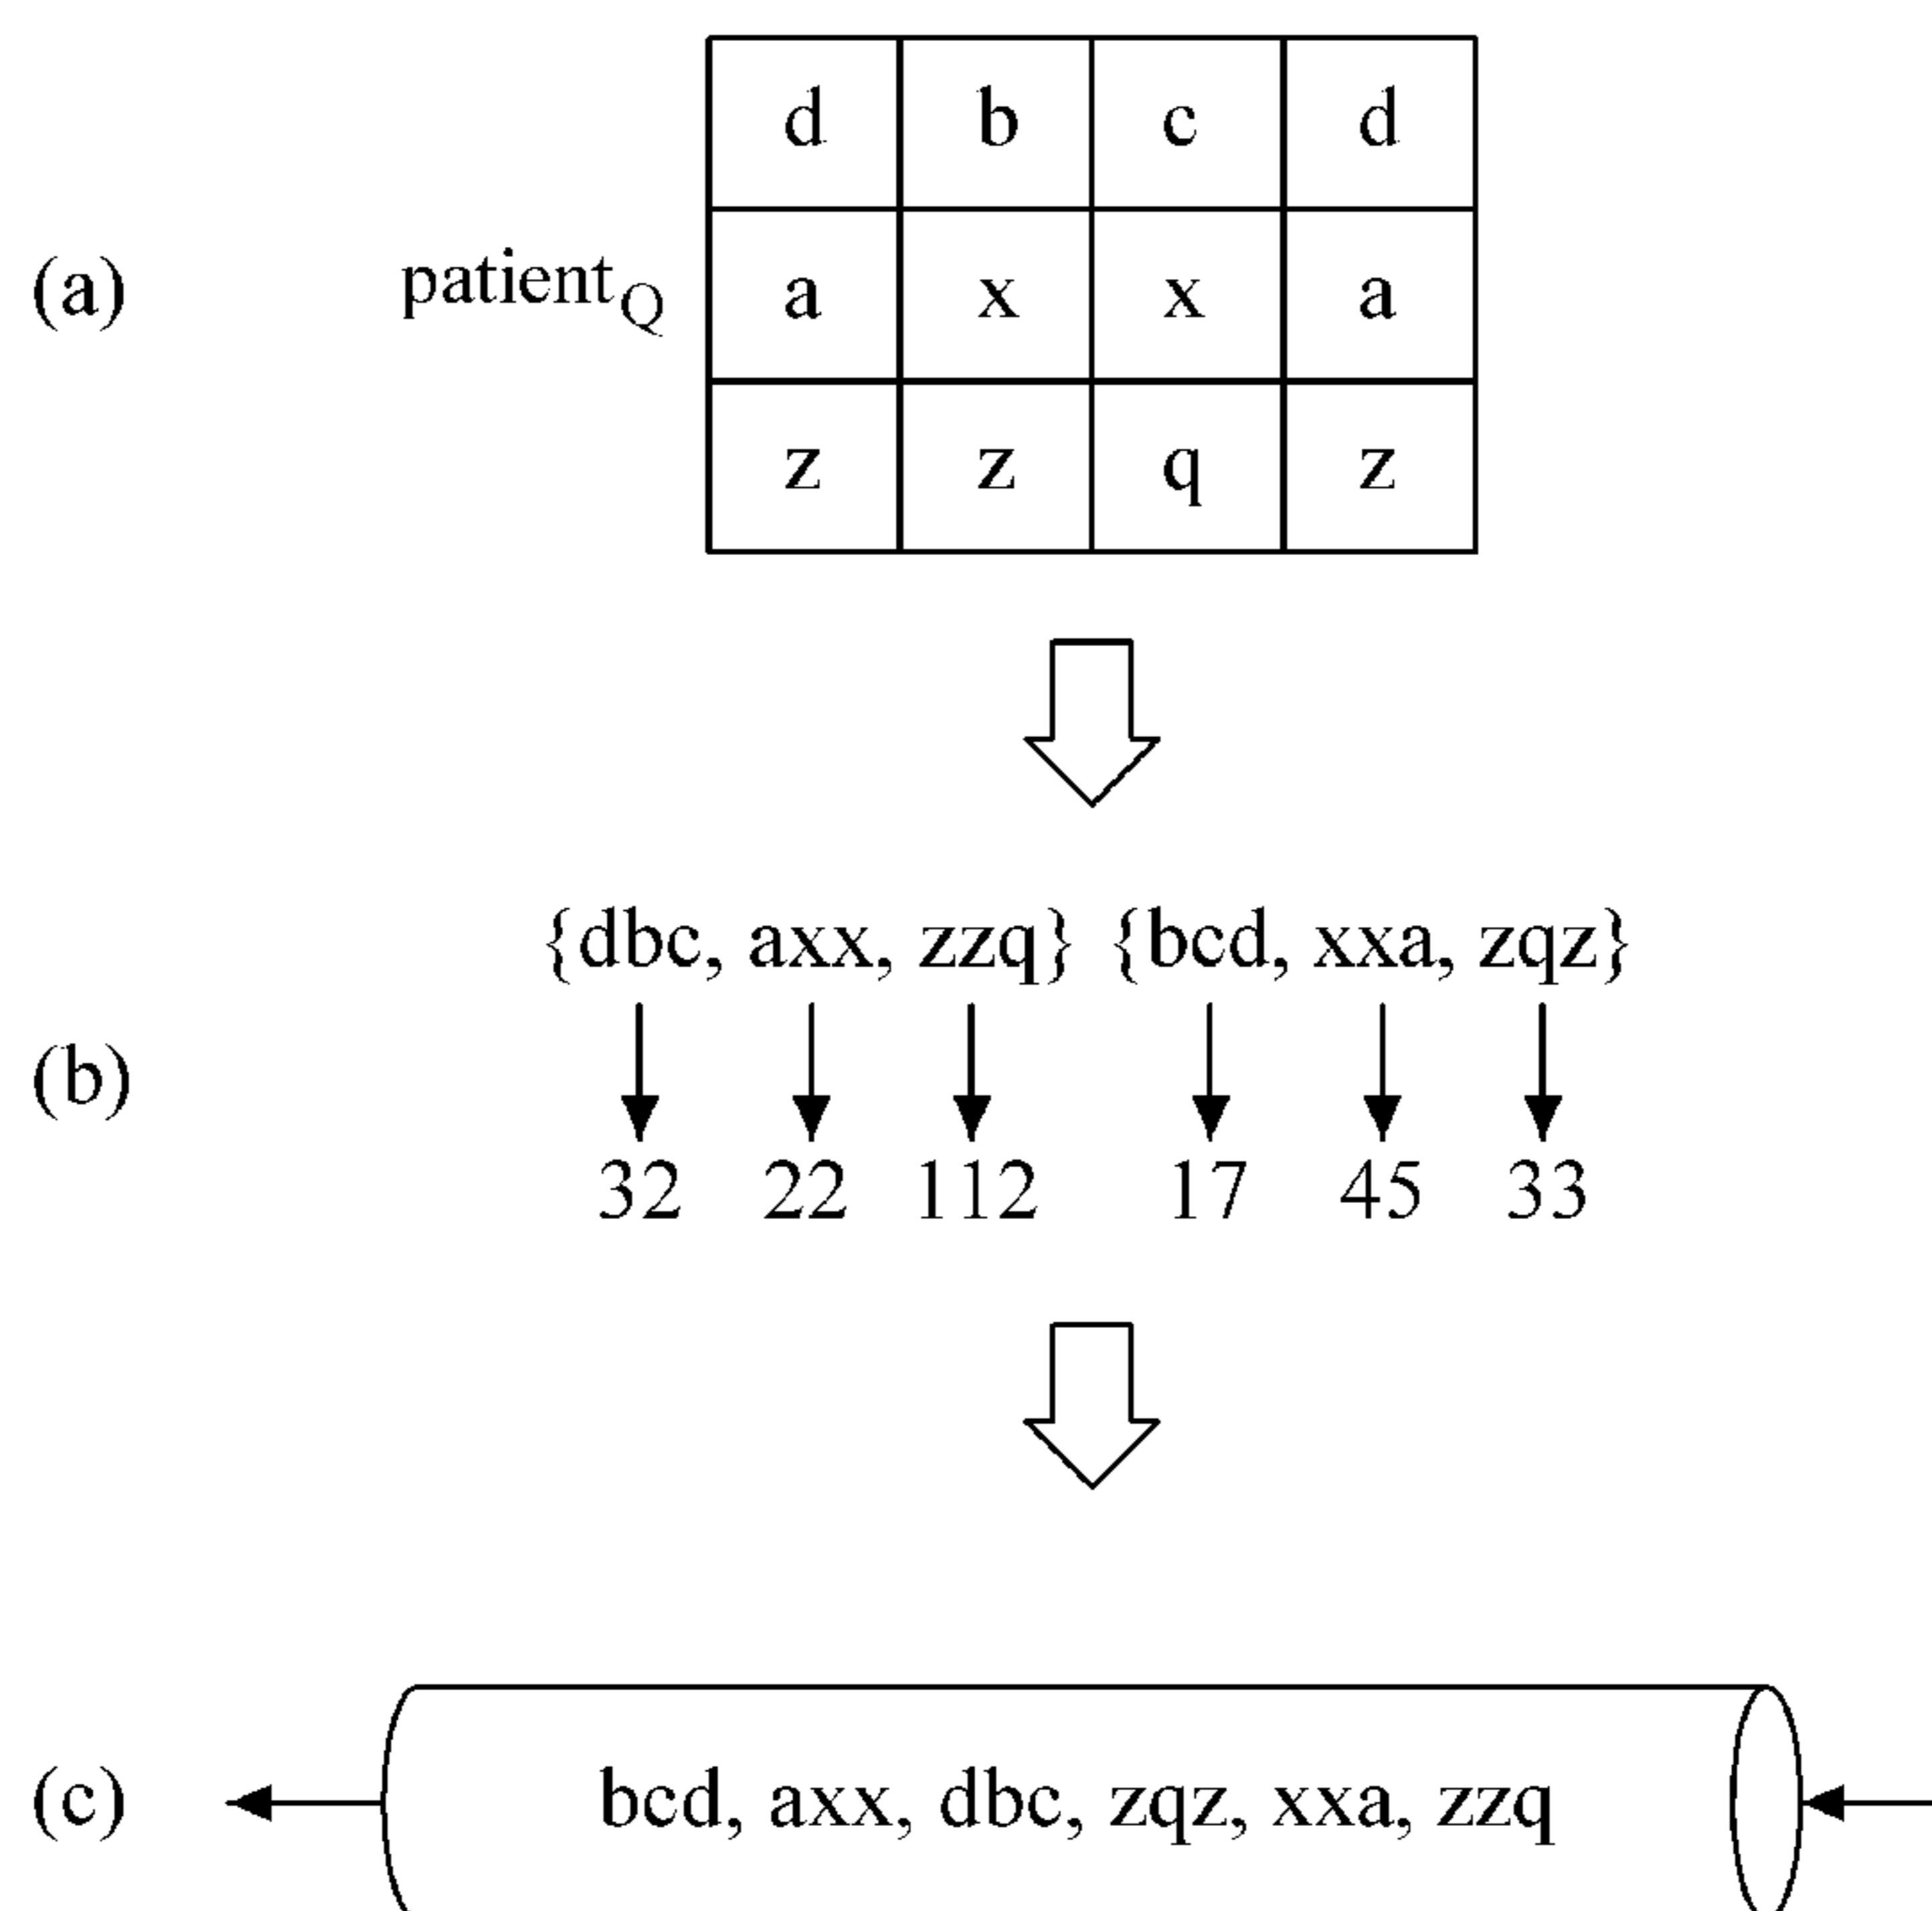 d b c d
(a) patientQ a x x a
z z q z
{dbc, axx, zzq} {bcd, xxa, zqz}
(b)
32 22 112 17 45 33
(c) bcd, axx, dbc, zqz, xxa, zzq